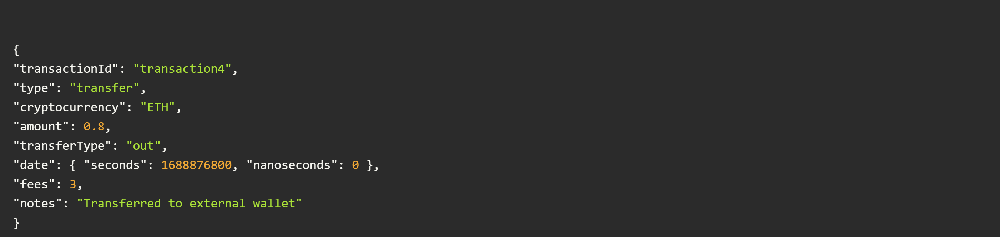 {
"transactionId": "transaction4",
"type": "transfer",
"cryptocurrency": "ETH",
"amount": 0.8,
"transferType": "out",
"date": { "seconds": 1688876800, "nanoseconds": 0 },
"fees": 3,
"notes": "Transferred to external wallet"
}